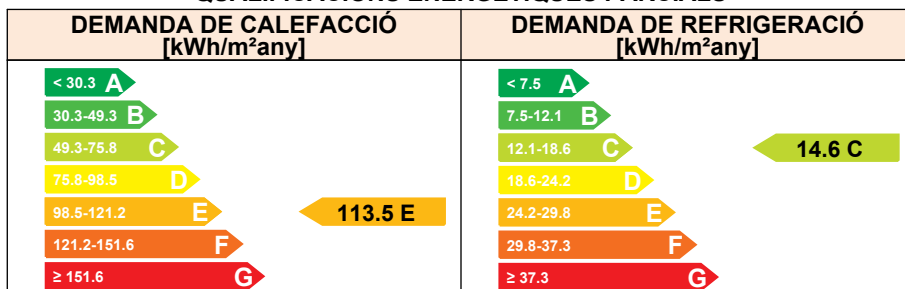 QUALIFICACIONS ENERGÈTIQUES PARCIALS
DEMANDA DE CALEFACCIÓ
[kWh/m²any]
< 30.3 A
30.3-49.3 B
49.3-75.8 C
75.8-98.5 D
98.5-121.2 E
113.5 E
121.2-151.6 F
≥ 151.6 G
DEMANDA DE REFRIGERACIÓ
[kWh/m²any]
< 7.5 A
7.5-12.1 B
12.1-18.6 C
14.6 C
18.6-24.2 D
24.2-29.8 E
29.8-37.3 F
≥ 37.3 G